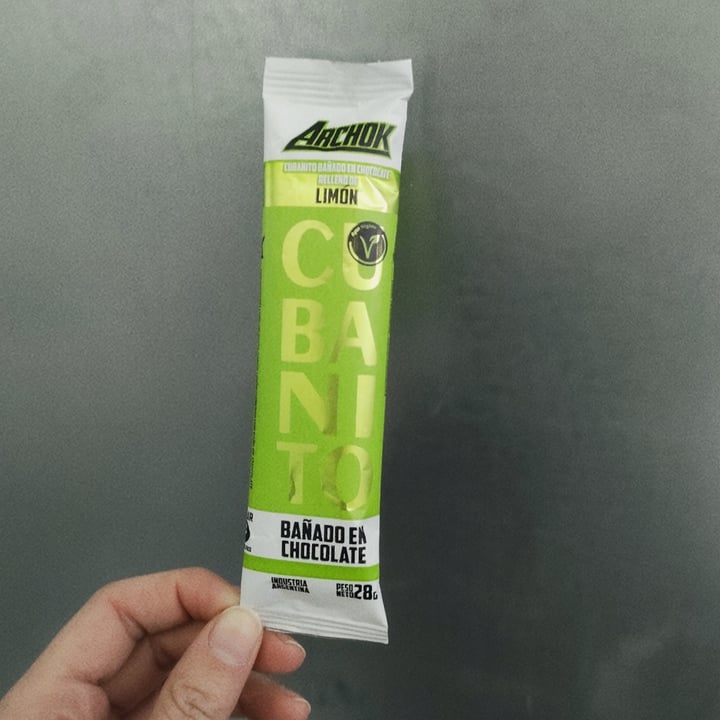 ARCHOK
CUBANITO BAÑADO EN CHOCOLATE
RELLENO DE
LIMÓN
CU
BA
NI
TO
BAÑADO EN
CHOCOLATE
INDUSTRIA
ARGENTINA
PESO
NETO 28G